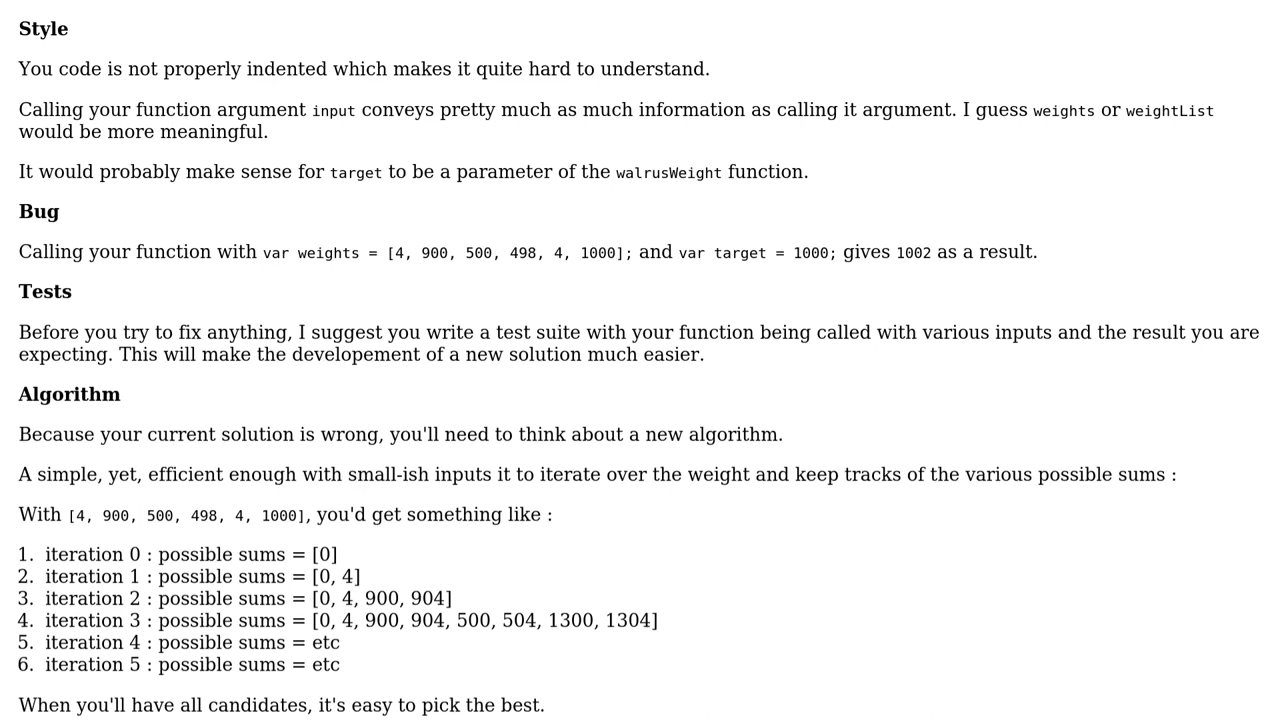 Style
You code is not properly indented which makes it quite hard to understand.
Calling your function argument input conveys pretty much as much information as calling it argument. I guess weights or weightList
would be more meaningful.
It would probably make sense for target to be a parameter of the walrusWeight function.
Bug
Calling your function with var weights = [4, 900, 500, 498, 4, 1000]; and var target = 1000; gives 1002 as a result.
Tests
Before you try to fix anything, I suggest you write a test suite with your function being called with various inputs and the result you are
expecting. This will make the developement of a new solution much easier.
Algorithm
Because your current solution is wrong, you'll need to think about a new algorithm.
A simple, yet, efficient enough with small-ish inputs it to iterate over the weight and keep tracks of the various possible sums :
With [4, 900, 500, 498, 4, 1000], you'd get something like :
1. iteration 0 : possible sums = [0]
2. iteration 1 : possible sums = [0, 4]
3. iteration 2 : possible sums = [0, 4, 900, 904]
4. iteration 3 : possible sums = [0, 4, 900, 904, 500, 504, 1300, 1304]
5. iteration 4 : possible sums = etc
6. iteration 5 : possible sums = etc
When you'll have all candidates, it's easy to pick the best.